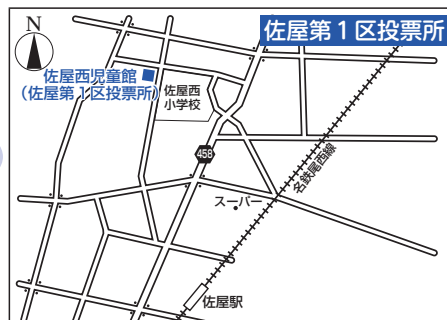 佐屋第1区投票所
N
佐屋西児童館
（佐屋第1区投票所）
佐屋西
小学校
458
スーパー
名鉄尾西線
佐屋駅